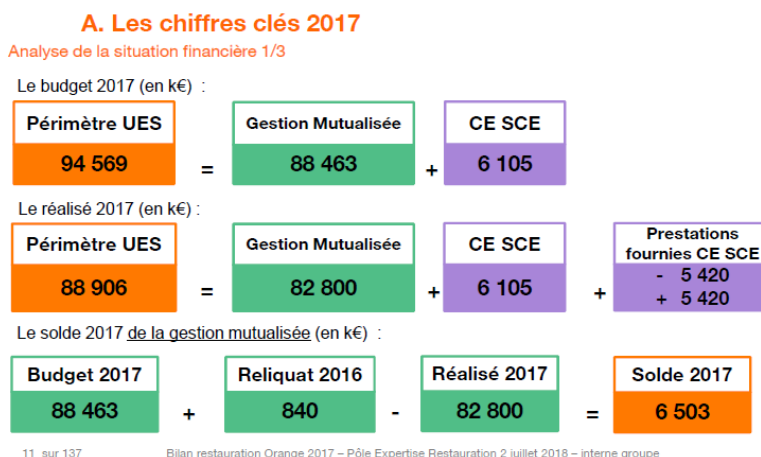 A. Les chiffres clés 2017
Analyse de la situation financière 1/3
Le budget 2017 (en k€) :
Périmètre UES
94 569
=
Gestion Mutualisée
88 463
+
CE SCE
6 105
Le réalisé 2017 (en k€) :
Périmètre UES
88 906
=
Gestion Mutualisée
82 800
+
CE SCE
6 105
+
Prestations
fournies CE SCE
- 5 420
+ 5 420
Le solde 2017 de la gestion mutualisée (en k€) :
Budget 2017
88 463
+
Reliquat 2016
840
-
Réalisé 2017
82 800
=
Solde 2017
6 503
11 sur 137
Bilan restauration Orange 2017 – Pôle Expertise Restauration 2 juillet 2018 – interne groupe